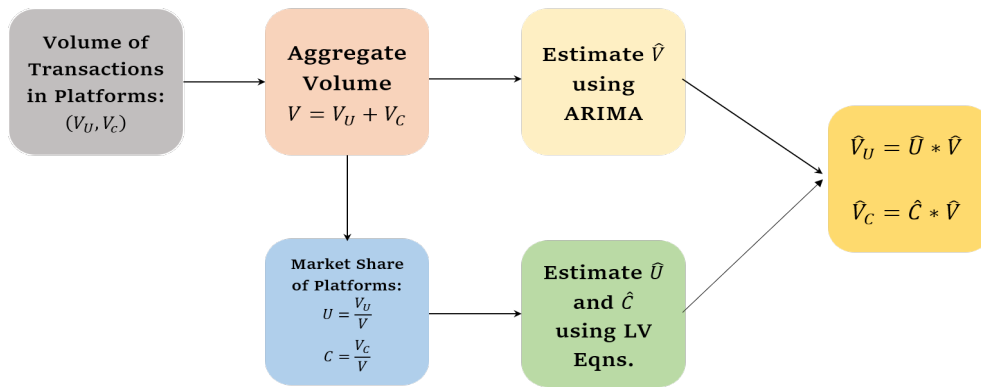 Volume of
Transactions
in Platforms:
(V_U, V_c)
Aggregate
Volume
V = V_U + V_C
Estimate V̂
using
ARIMA
Market Share
of Platforms:
U = V_U/V
C = V_C/V
Estimate Û
and Ĉ
using LV
Eqns.
V̂_U = Û * V̂
V̂_C = Ĉ * V̂